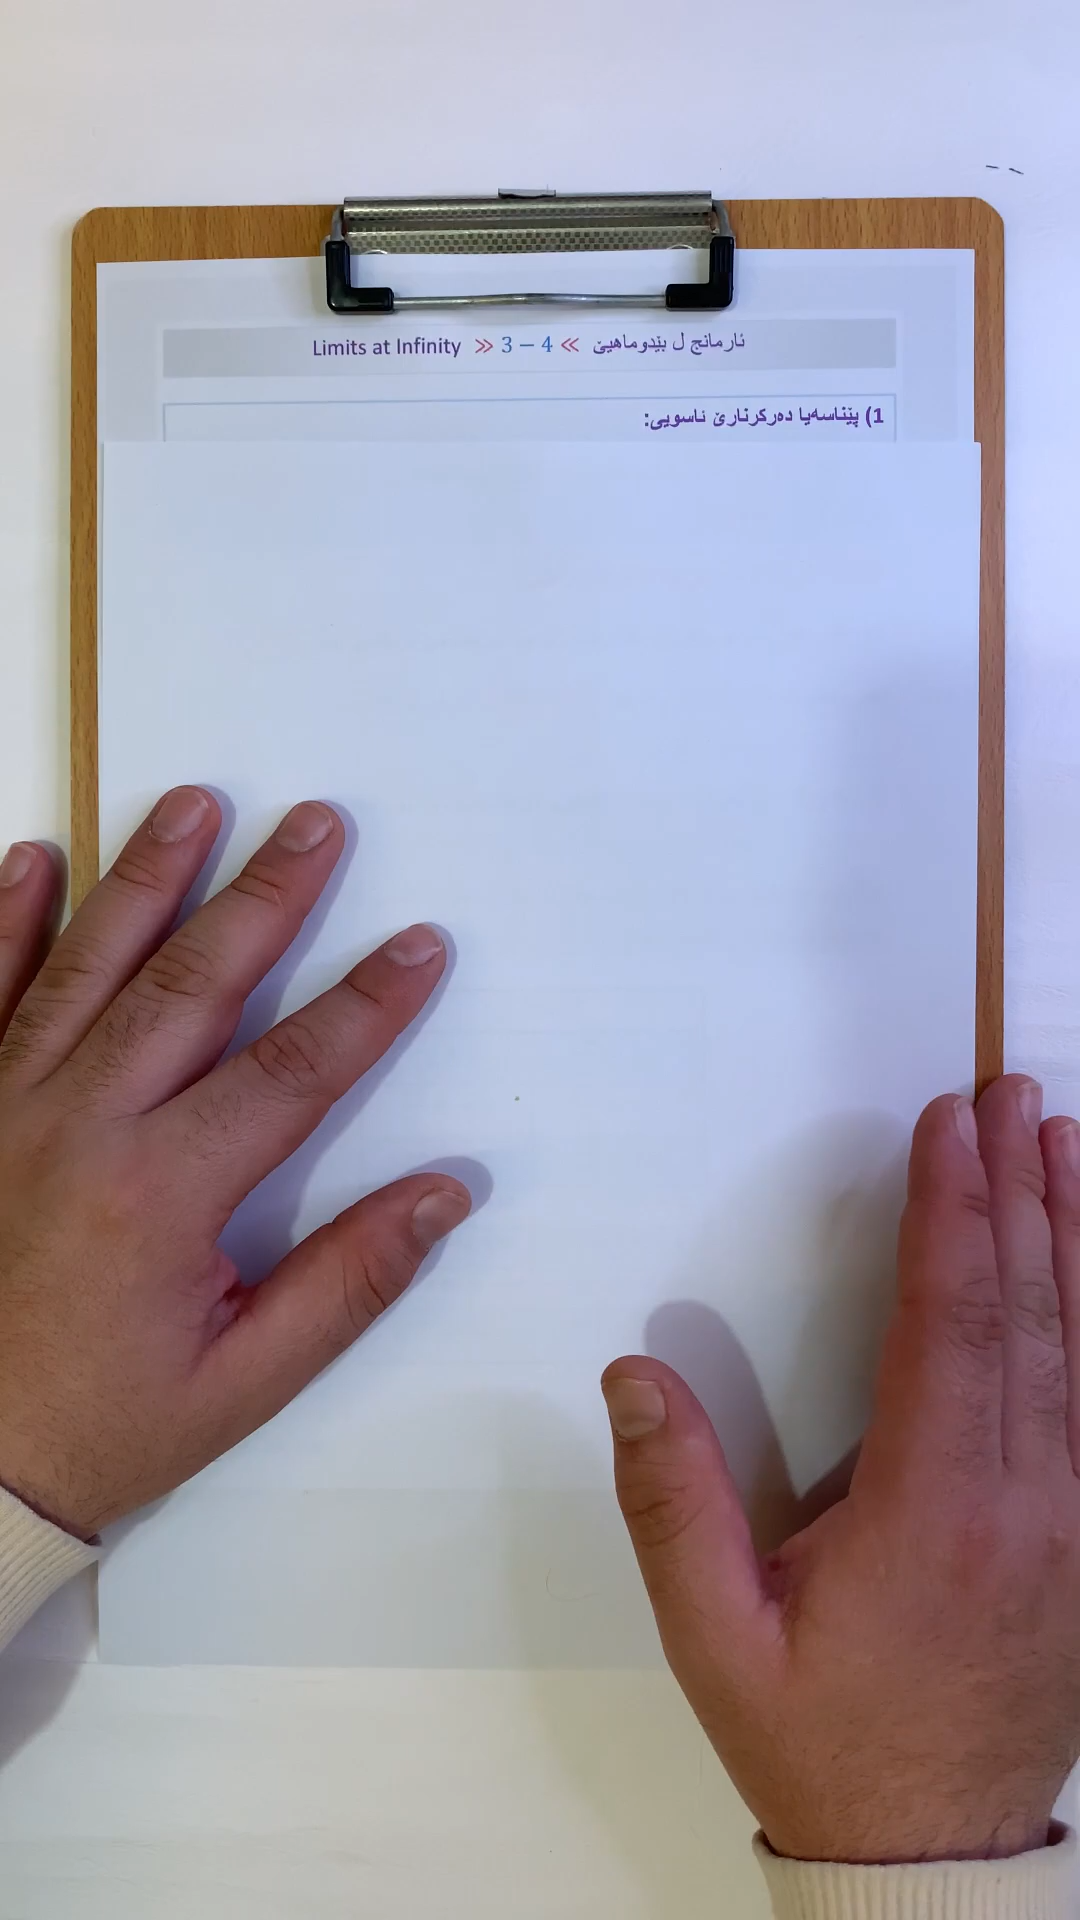 ئارمانج ل بێدوماهیێ >> 3 – 4 << Limits at Infinity
1) پێناسەیا دەرکرنارێ ئاسویی: